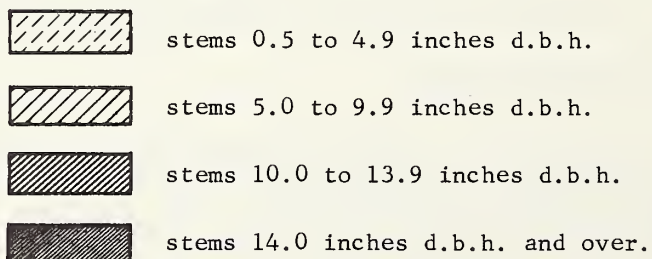 stems 0.5 to 4.9 inches d.b.h.
stems 5.0 to 9.9 inches d.b.h.
stems 10.0 to 13.9 inches d.b.h.
stems 14.0 inches d.b.h. and over.